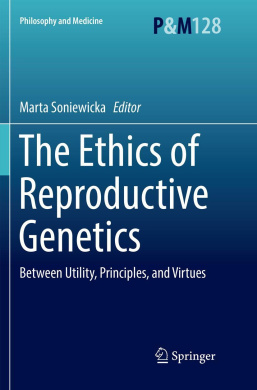 Philosophy and Medicine
P&M128
Marta Soniewicka Editor
The Ethics of
Reproductive
Genetics
Between Utility, Principles, and Virtues
Springer